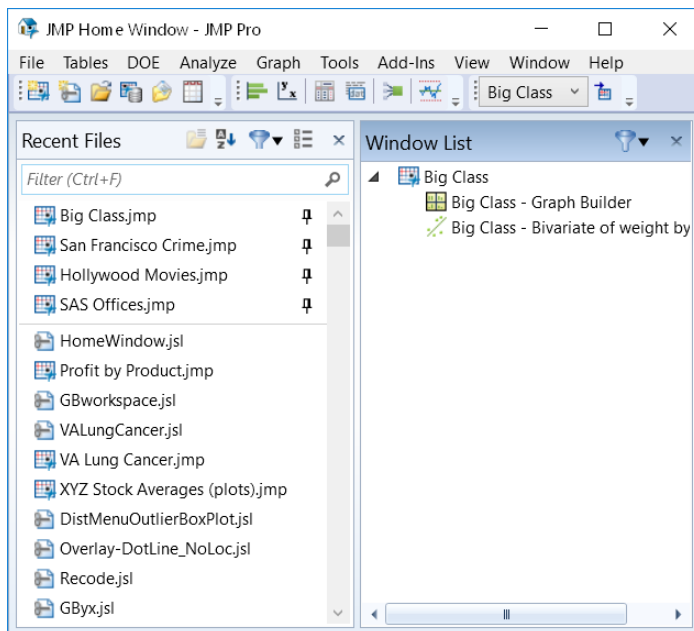 JMP Home Window - JMP Pro
File Tables DOE Analyze Graph Tools Add-Ins View Window Help
Big Class
Recent Files
Filter (Ctrl+F)
Big Class.jmp
San Francisco Crime.jmp
Hollywood Movies.jmp
SAS Offices.jmp
HomeWindow.jsl
Profit by Product.jmp
GBworkspace.jsl
VALungCancer.jsl
VA Lung Cancer.jmp
XYZ Stock Averages (plots).jmp
DistMenuOutlierBoxPlot.jsl
Overlay-DotLine_NoLoc.jsl
Recode.jsl
GByx.jsl
Window List
Big Class
Big Class - Graph Builder
Big Class - Bivariate of weight by